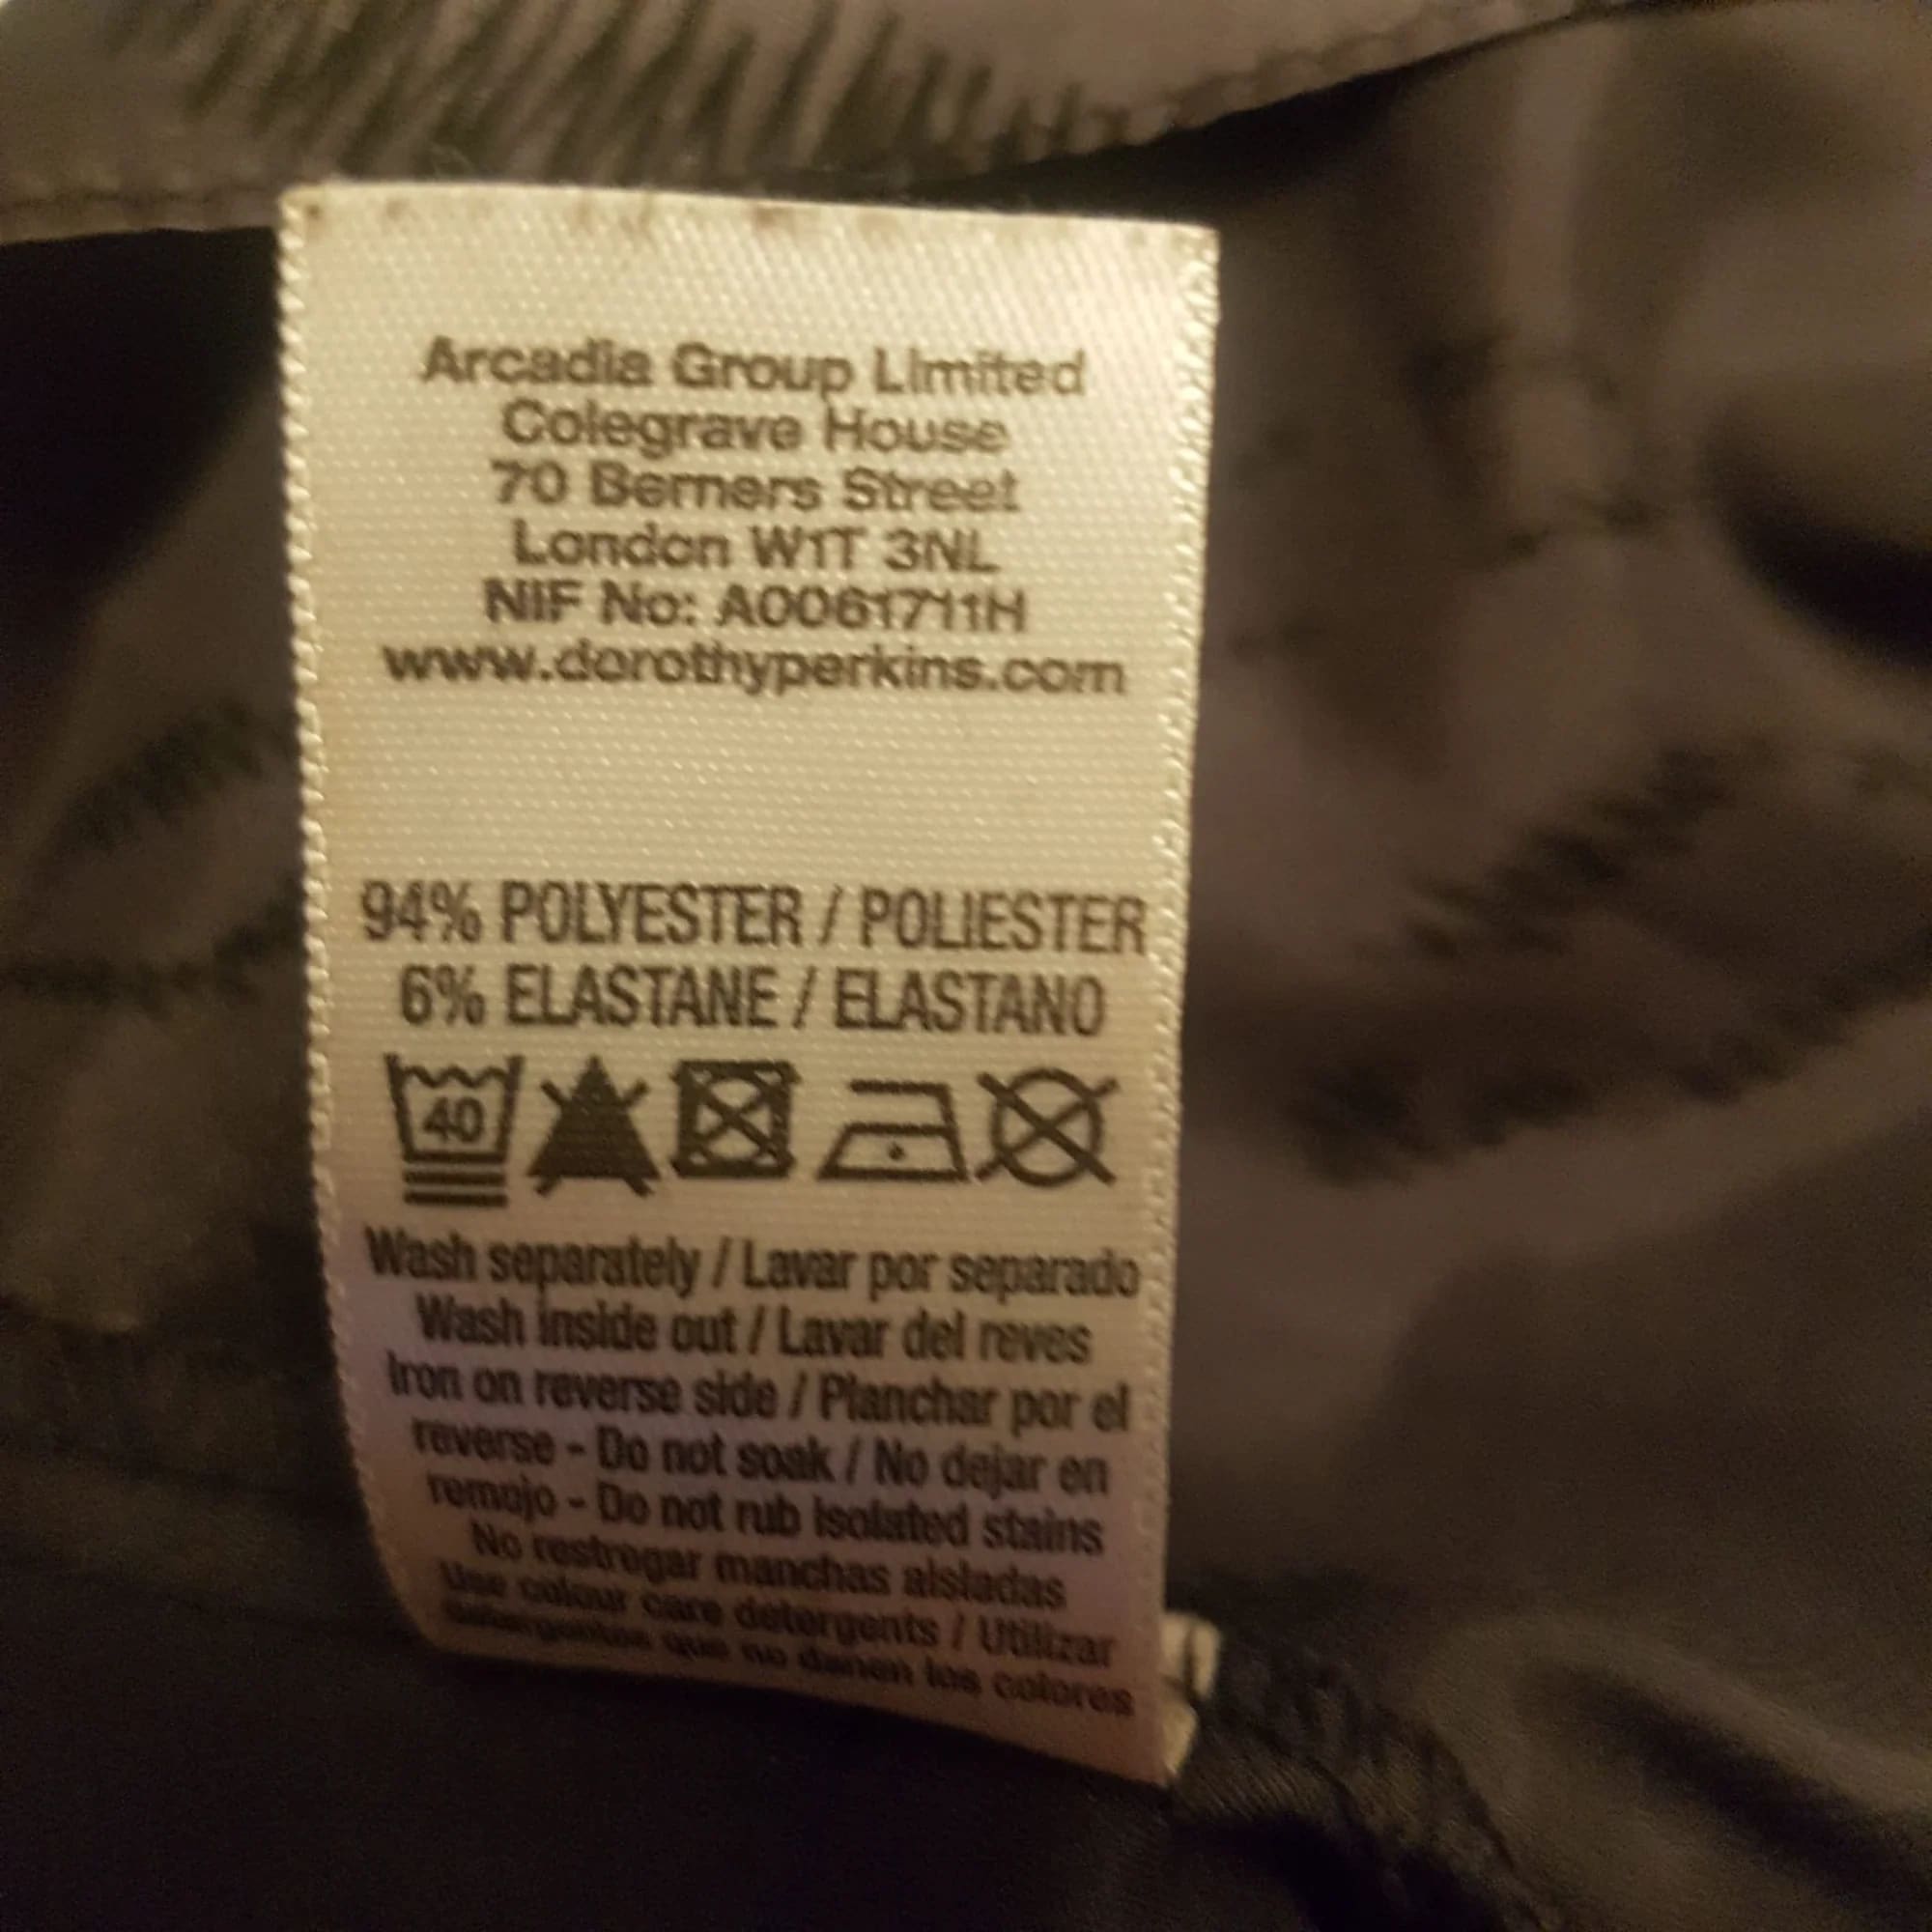 Arcadia Group Limited
Colegrave House
70 Berners Street
London W1T 3NL
NIF No: A0061711H
www.dorothyperkins.com
94% POLYESTER / POLIESTER
6% ELASTANE / ELASTANO
40
Wash separately / Lavar por separado
Wash inside out / Lavar del reves
Iron on reverse side / Planchar por el
reverse - Do not soak / No dejar en
remojo - Do not rub isolated stains
No restregar manchas aisladas
Use colour care detergents / Utilizar
detergentes que no danen los colores